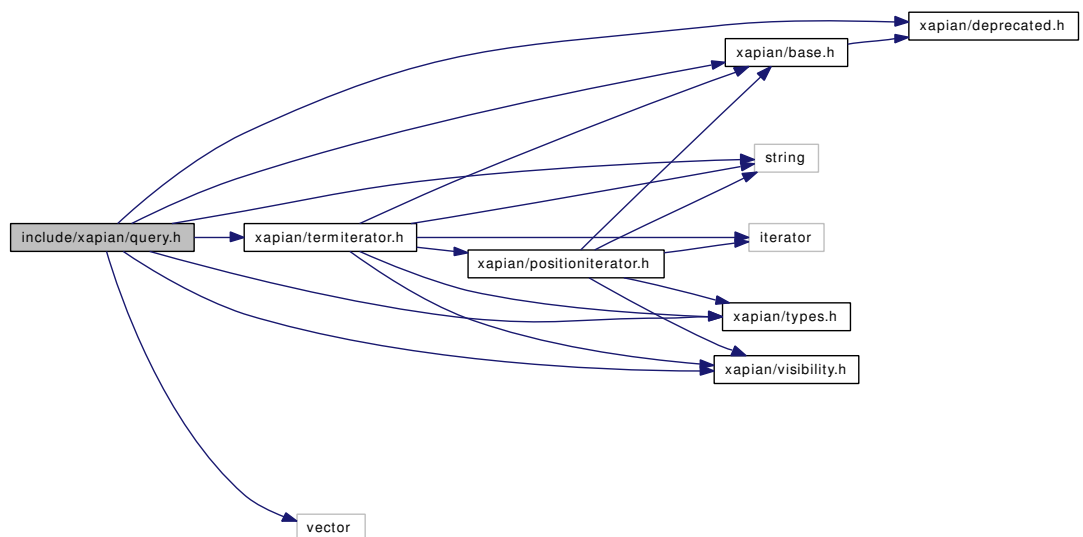 xapian/deprecated.h
xapian/base.h
string
include/xapian/query.h
xapian/termiterator.h
iterator
xapian/positioniterator.h
xapian/types.h
xapian/visibility.h
vector